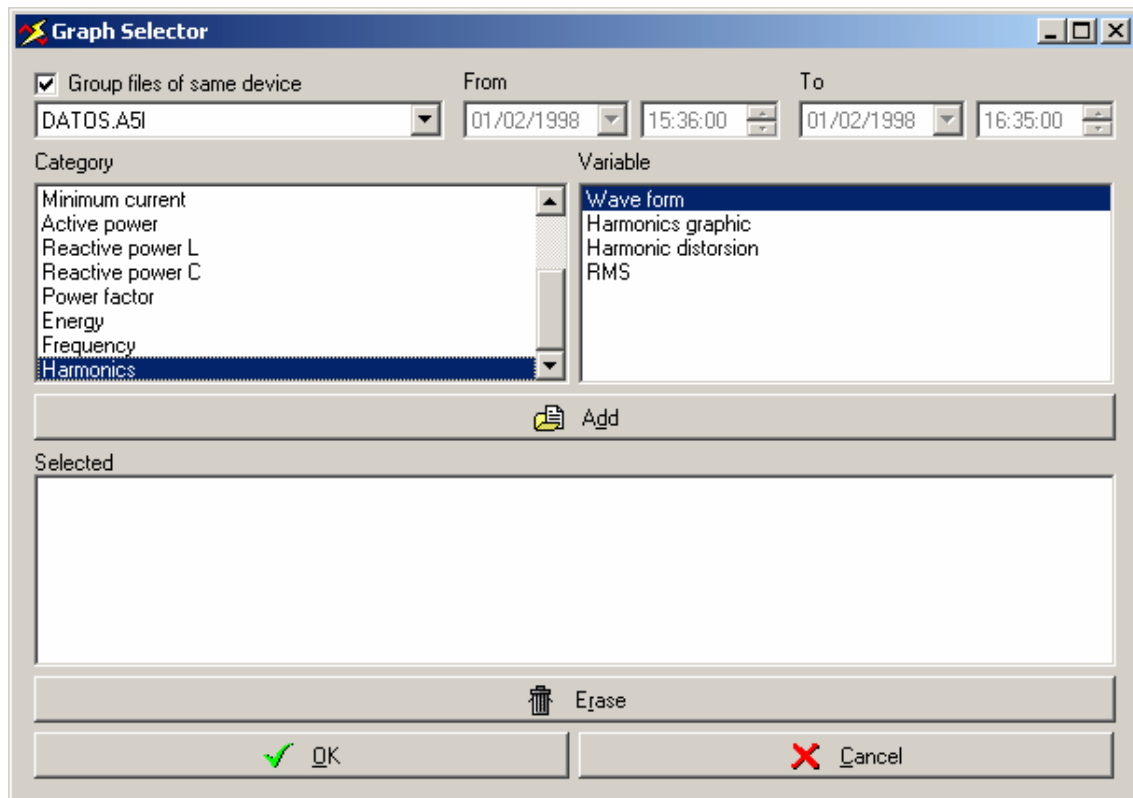 Graph Selector
Group files of same device
From
To
DATOS.A5I
01/02/1998
15:36:00
01/02/1998
16:35:00
Category
Variable
Minimum current
Active power
Reactive power L
Reactive power C
Power factor
Energy
Frequency
Harmonics
Wave form
Harmonics graphic
Harmonic distorsion
RMS
Add
Selected
Erase
OK
Cancel